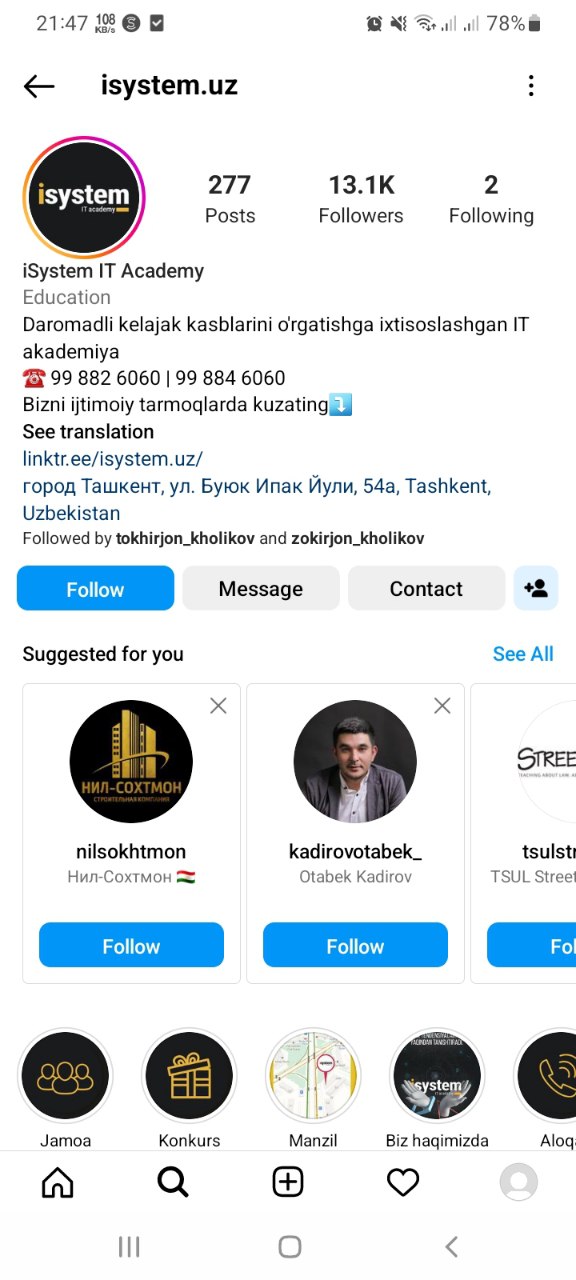 21:47 108 KB/s 78%
isystem.uz
isystem
IT academy
277 13.1K 2
Posts Followers Following
iSystem IT Academy
Education
Daromadli kelajak kasblarini o'rgatishga ixtisoslashgan IT
akademiya
☎️ 99 882 6060 | 99 884 6060
Bizni ijtimoiy tarmoqlarda kuzating⤵️
See translation
linktr.ee/isystem.uz/
город Ташкент, ул. Буюк Ипак Йули, 54а, Tashkent,
Uzbekistan
Followed by tokhirjon_kholikov and zokirjon_kholikov
Follow Message Contact
Suggested for you See All
НИЛ-СОХТМОН
СТРОИТЕЛЬНАЯ КОМПАНИЯ
STREE
TEACHING ABOUT LAW,
nilsokhtmon kadirovotabek_ tsulstr
Нил-Сохтмон 🇹🇯 Otabek Kadirov TSUL Street
Follow Follow Fol
YAQINDAN TANISHTIRADI
isystem
Jamoa Konkurs Manzil Biz haqimizda Aloqa